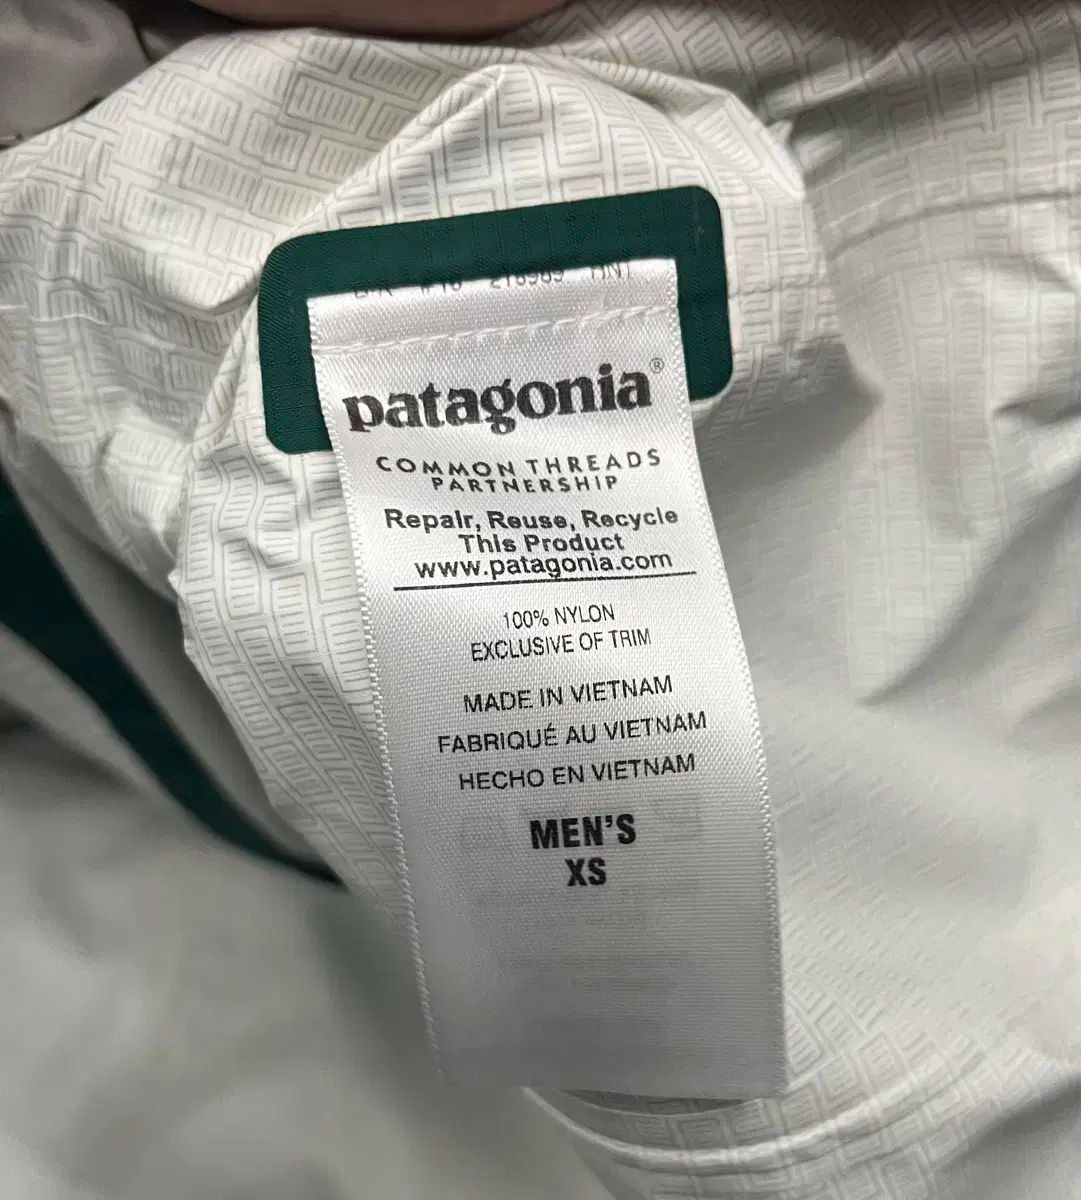 patagonia®
COMMON THREADS
PARTNERSHIP
Repair, Reuse, Recycle
This Product
www.patagonia.com
100% NYLON
EXCLUSIVE OF TRIM
MADE IN VIETNAM
FABRIQUÉ AU VIETNAM
HECHO EN VIETNAM
MEN'S
XS